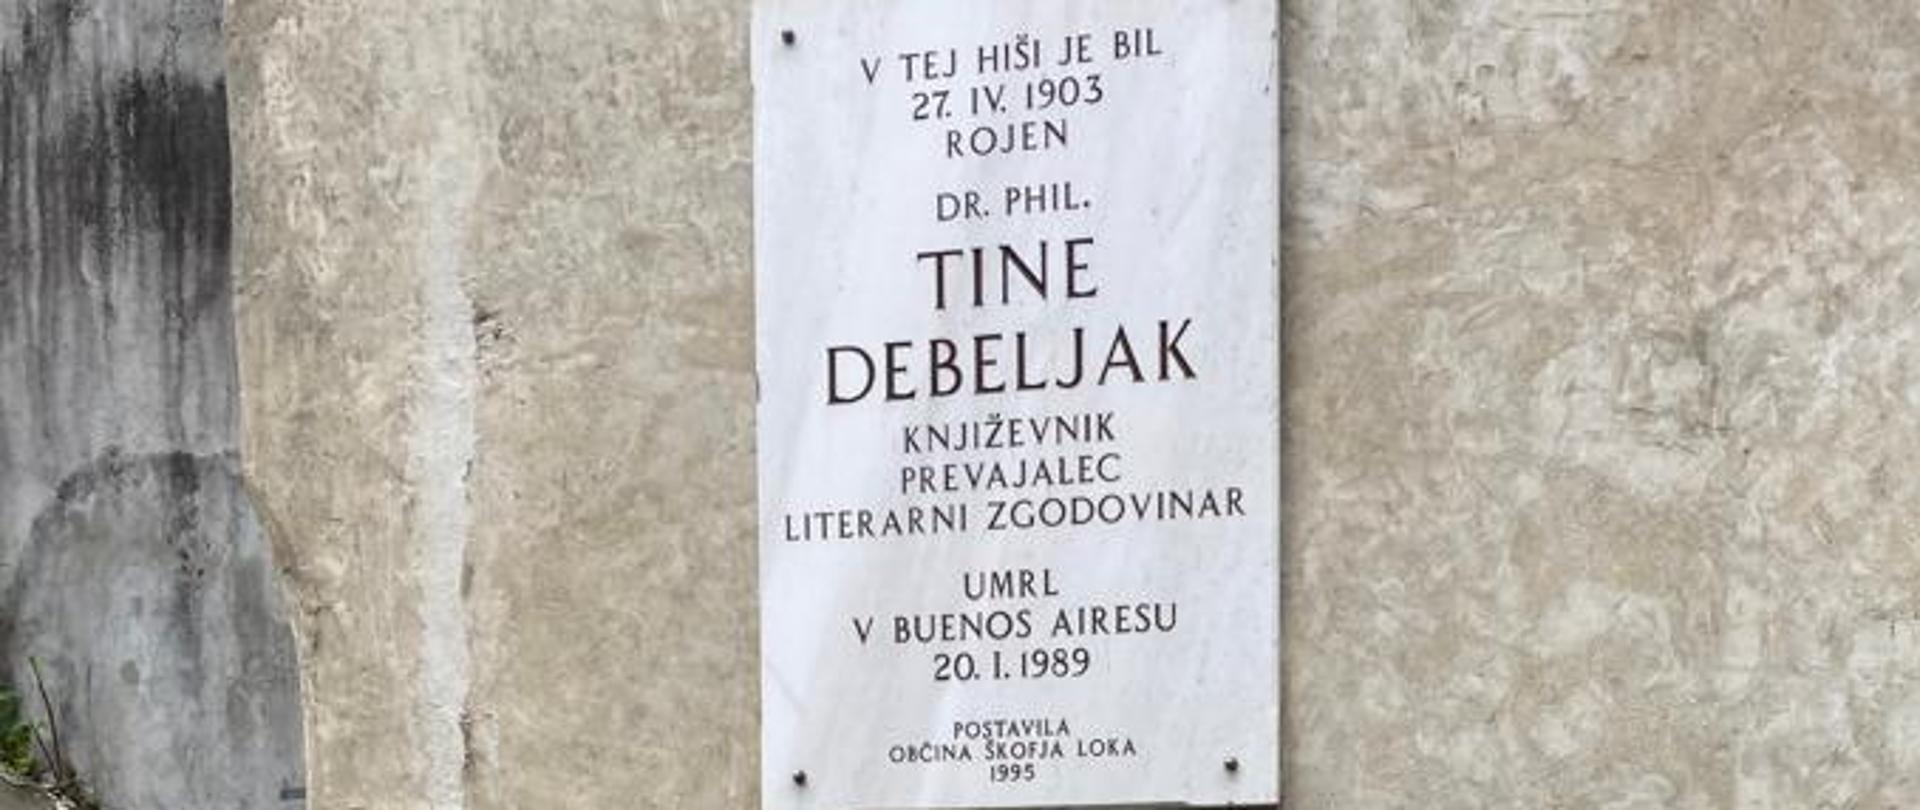 V TEJ HIŠI JE BIL
27. IV. 1903
ROJEN
DR. PHIL.
TINE
DEBELJAK
KNJIŽEVNIK
PREVAJALEC
LITERARNI ZGODOVINAR
UMRL
V BUENOS AIRESU
20. I. 1989
POSTAVILA
OBČINA ŠKOFJA LOKA
1995